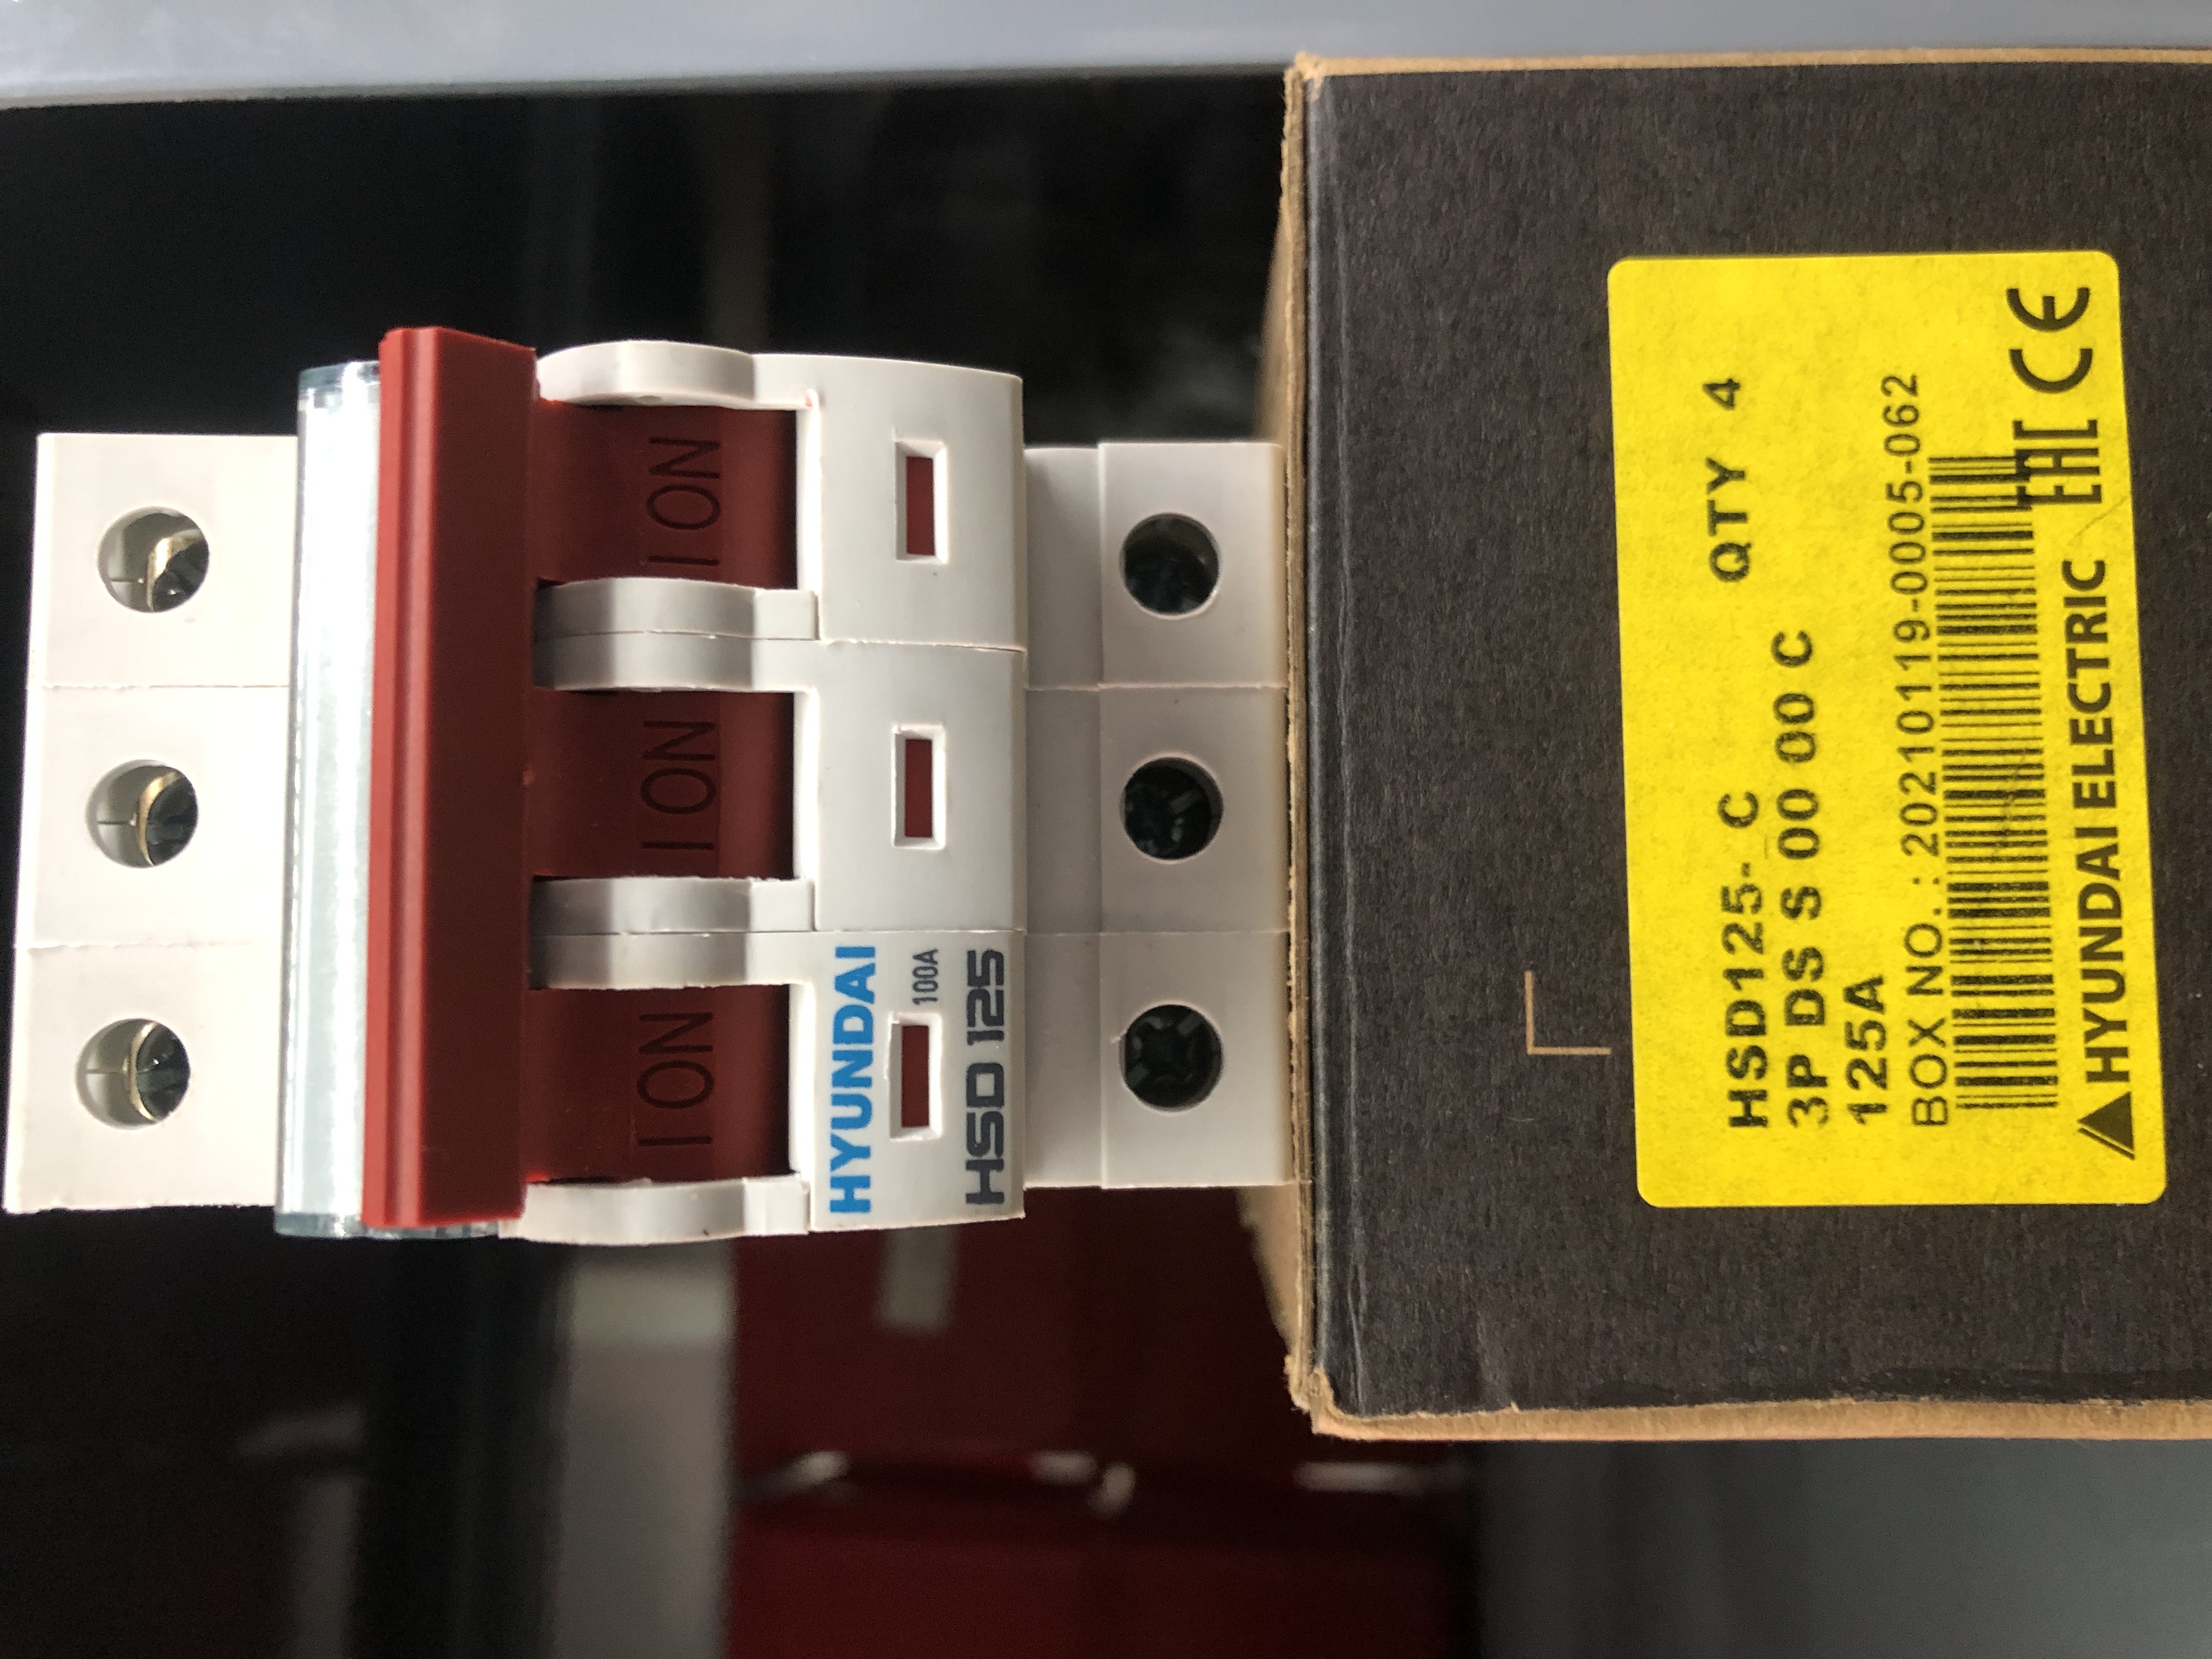 I ON
I ON
I ON
HYUNDAI
100A
HSD 125
HSD125- C QTY 4
3P DS S 00 00 C
125A
BOX NO. : 20210119-0005-062
HYUNDAI ELECTRIC EAC CE